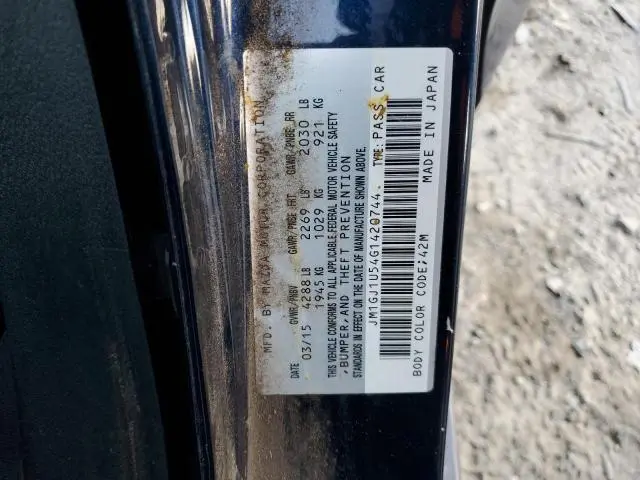 MFD. BY MAZDA MOTOR CORPORATION
DATE GVWR/PNBV GAWR/PNBE FRT GAWR/PNBE RR
03/15 4288 LB 2269 LB 2030 LB
1945 KG 1029 KG 921 KG
THIS VEHICLE CONFORMS TO ALL APPLICABLE FEDERAL MOTOR VEHICLE SAFETY
,BUMPER,AND THEFT PREVENTION
STANDARDS IN EFFECT ON THE DATE OF MANUFACTURE SHOWN ABOVE.
JM1GJ1U54G1420744. TYPE:PASS. CAR
BODY COLOR CODE;42M MADE IN JAPAN